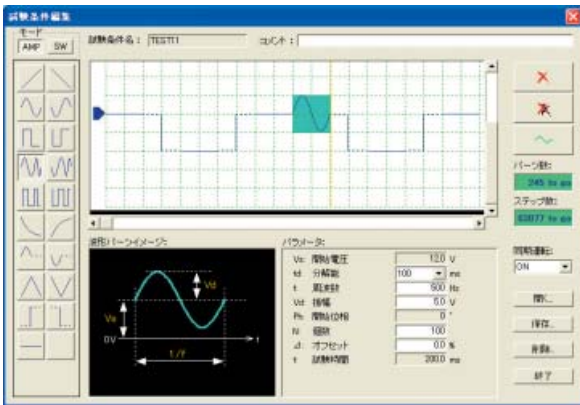 試験条件編集
モード
AMP SW
試験条件名： TEST11
コメント：
パーツ数:
245 to go
ステップ数:
63077 to go
同期運転:
ON
開く...
保存...
削除...
終了
波形パーツイメージ:
Vd
Vs
0V
1/F
t
パラメータ:
Vs: 開始電圧 12.0 V
td: 分解能 100 ms
f: 周波数 500 Hz
Vd: 振幅 5.0 V
Ph: 開始位相 0 °
N: 個数 100
Δ: オフセット 0.0 %
t: 試験時間 200.0 ms